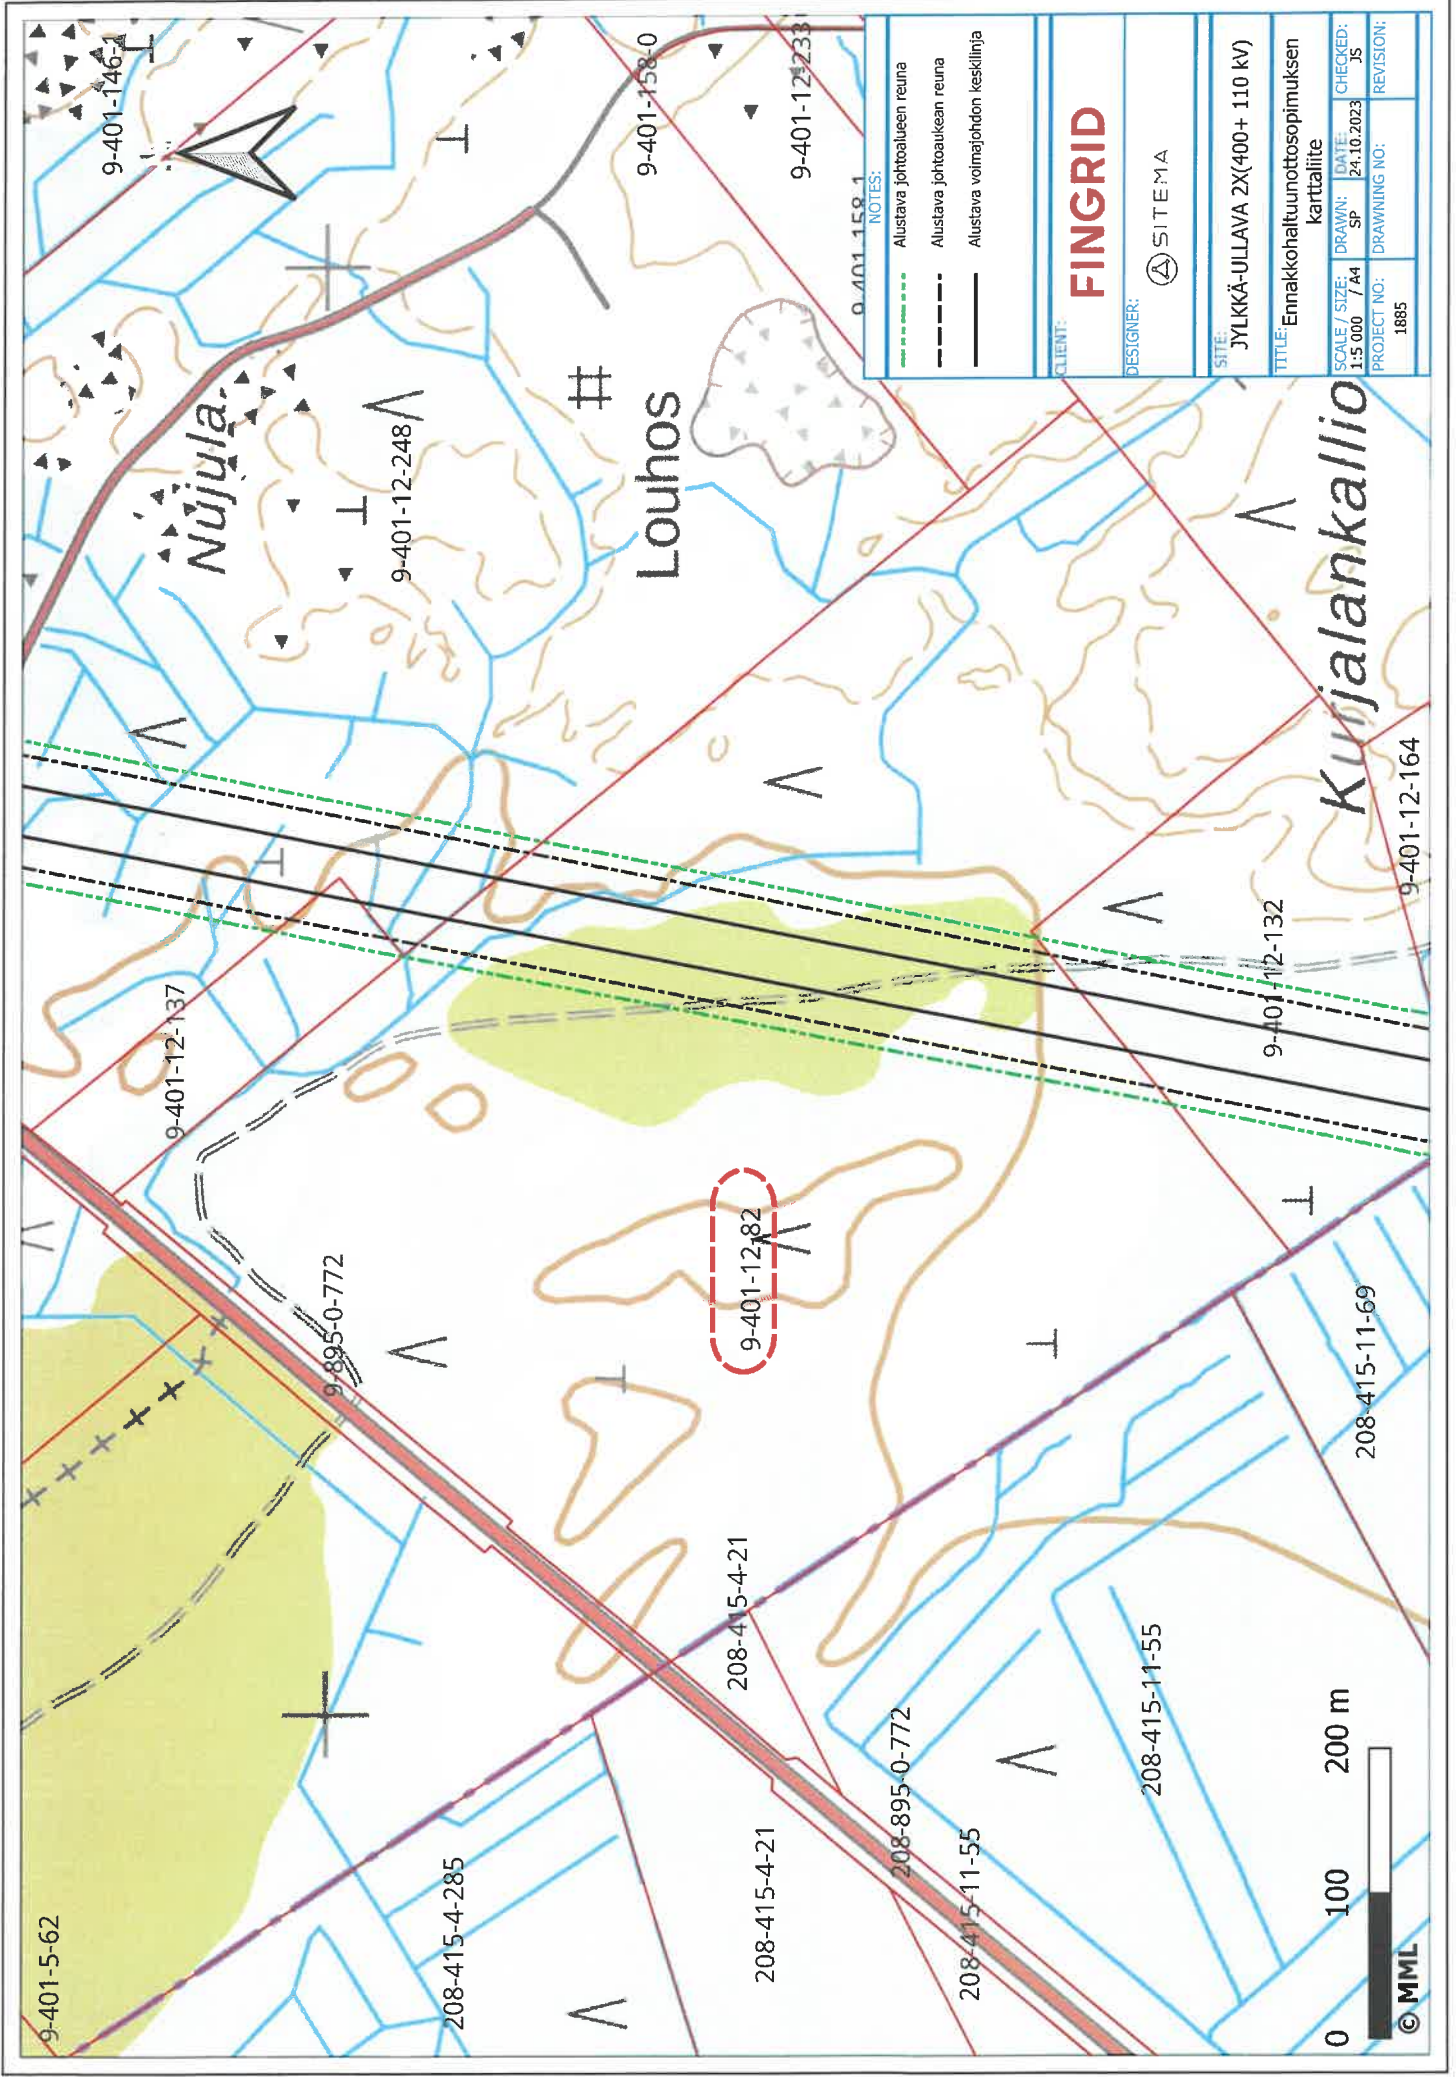 9-401-5-62
208-415-4-285
208-415-4-21
208-415-4-21
208-895-0-772
208-415-11-55
208-415-11-55
208-415-11-69
9-895-0-772
9-401-12-137
9-401-12-82
9-401-12-132
9-401-12-164
9-401-12-248
9-401-146-1
9-401-158-0
9-401-12-233
9-401-158-1
Nujula
Louhos
Kurjalankallio
0 100 200 m
© MML
NOTES:
Alustava johtoalueen reuna
Alustava johtoaukean reuna
Alustava voimajohdon keskilinja
CLIENT:
FINGRID
DESIGNER:
SITEMA
SITE:
JYLKKÄ-ULLAVA 2X(400+ 110 kV)
TITLE:
Ennakkohaltuunottosopimuksen
karttaliite
SCALE / SIZE: DRAWN: DATE: CHECKED:
1:5 000 / A4 SP 24.10.2023 JS
PROJECT NO: DRAWNING NO: REVISION:
1885